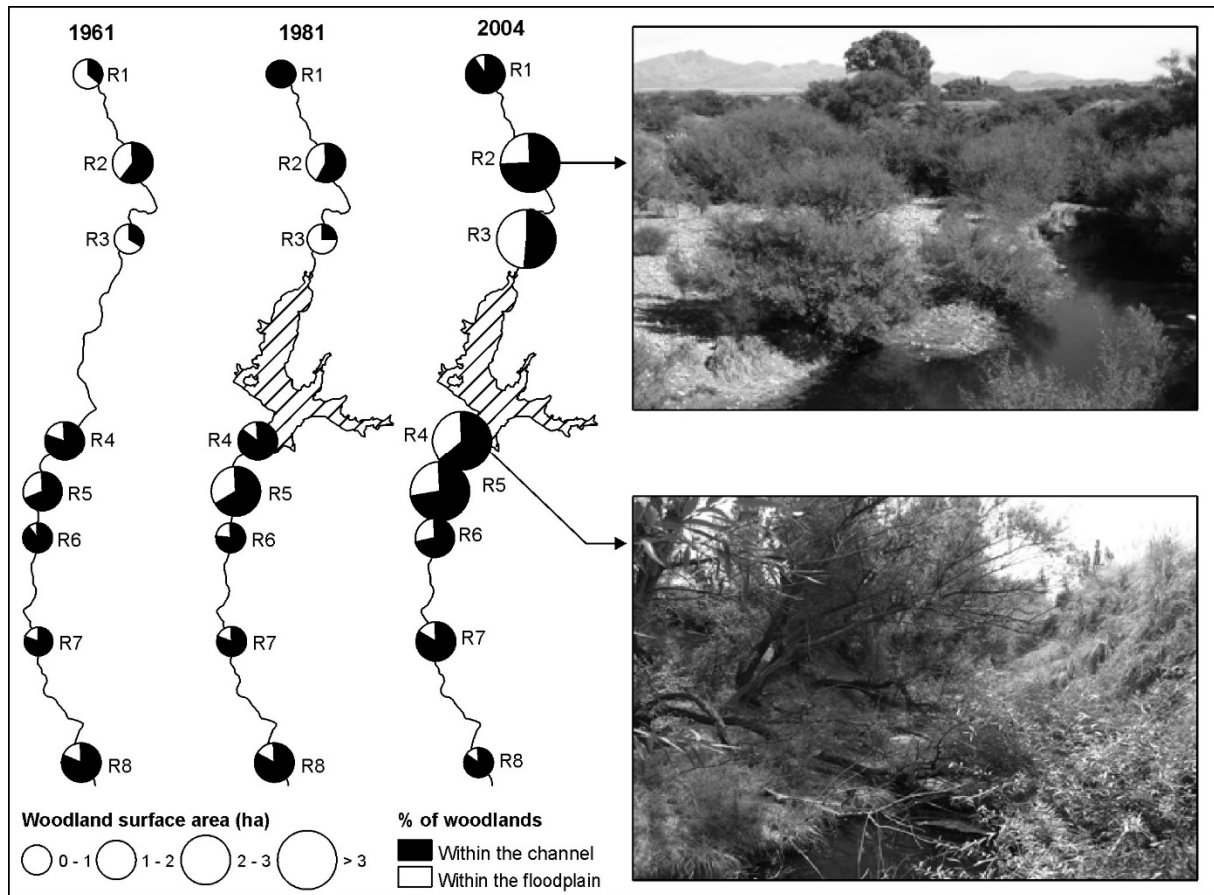 1961
1981
2004
R1
R1
R1
R2
R2
R2
R3
R3
R3
R4
R4
R4
R5
R5
R5
R6
R6
R6
R7
R7
R7
R8
R8
R8
Woodland surface area (ha)
0 - 1
1 - 2
2 - 3
> 3
% of woodlands
Within the channel
Within the floodplain